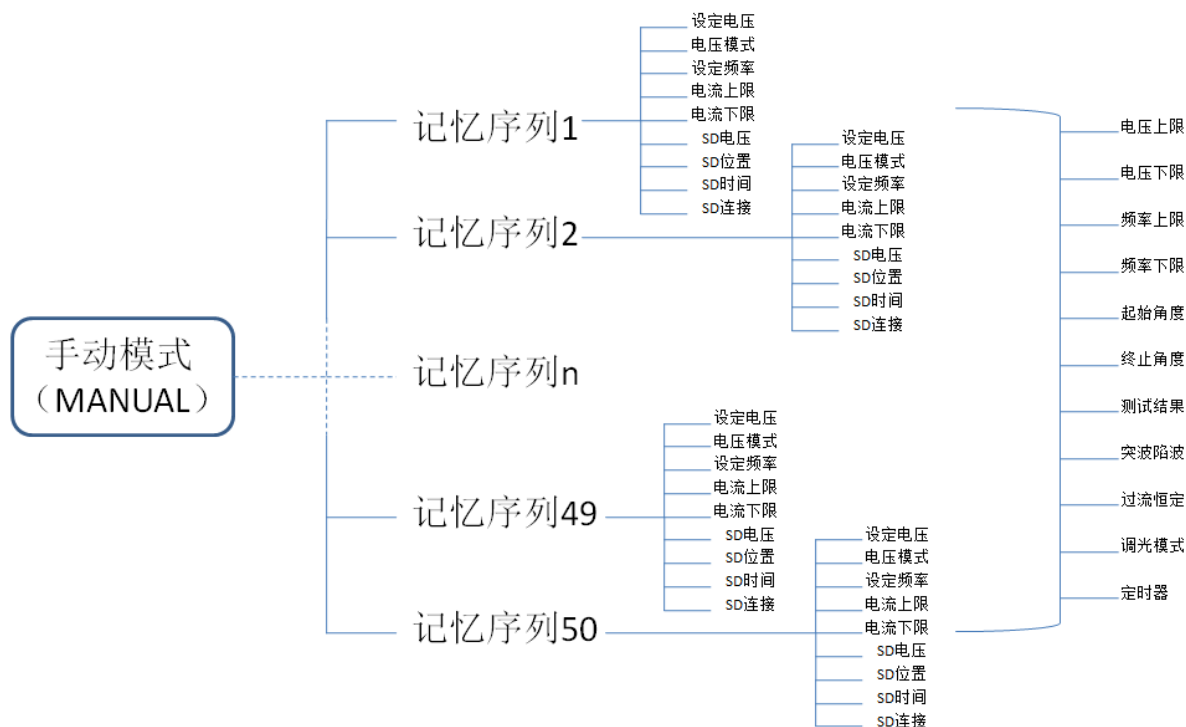 手动模式
（MANUAL）
记忆序列1
设定电压
电压模式
设定频率
电流上限
电流下限
SD电压
SD位置
SD时间
SD连接
记忆序列2
设定电压
电压模式
设定频率
电流上限
电流下限
SD电压
SD位置
SD时间
SD连接
记忆序列n
记忆序列49
设定电压
电压模式
设定频率
电流上限
电流下限
SD电压
SD位置
SD时间
SD连接
记忆序列50
设定电压
电压模式
设定频率
电流上限
电流下限
SD电压
SD位置
SD时间
SD连接
电压上限
电压下限
频率上限
频率下限
起始角度
终止角度
测试结果
突波陷波
过流恒定
调光模式
定时器